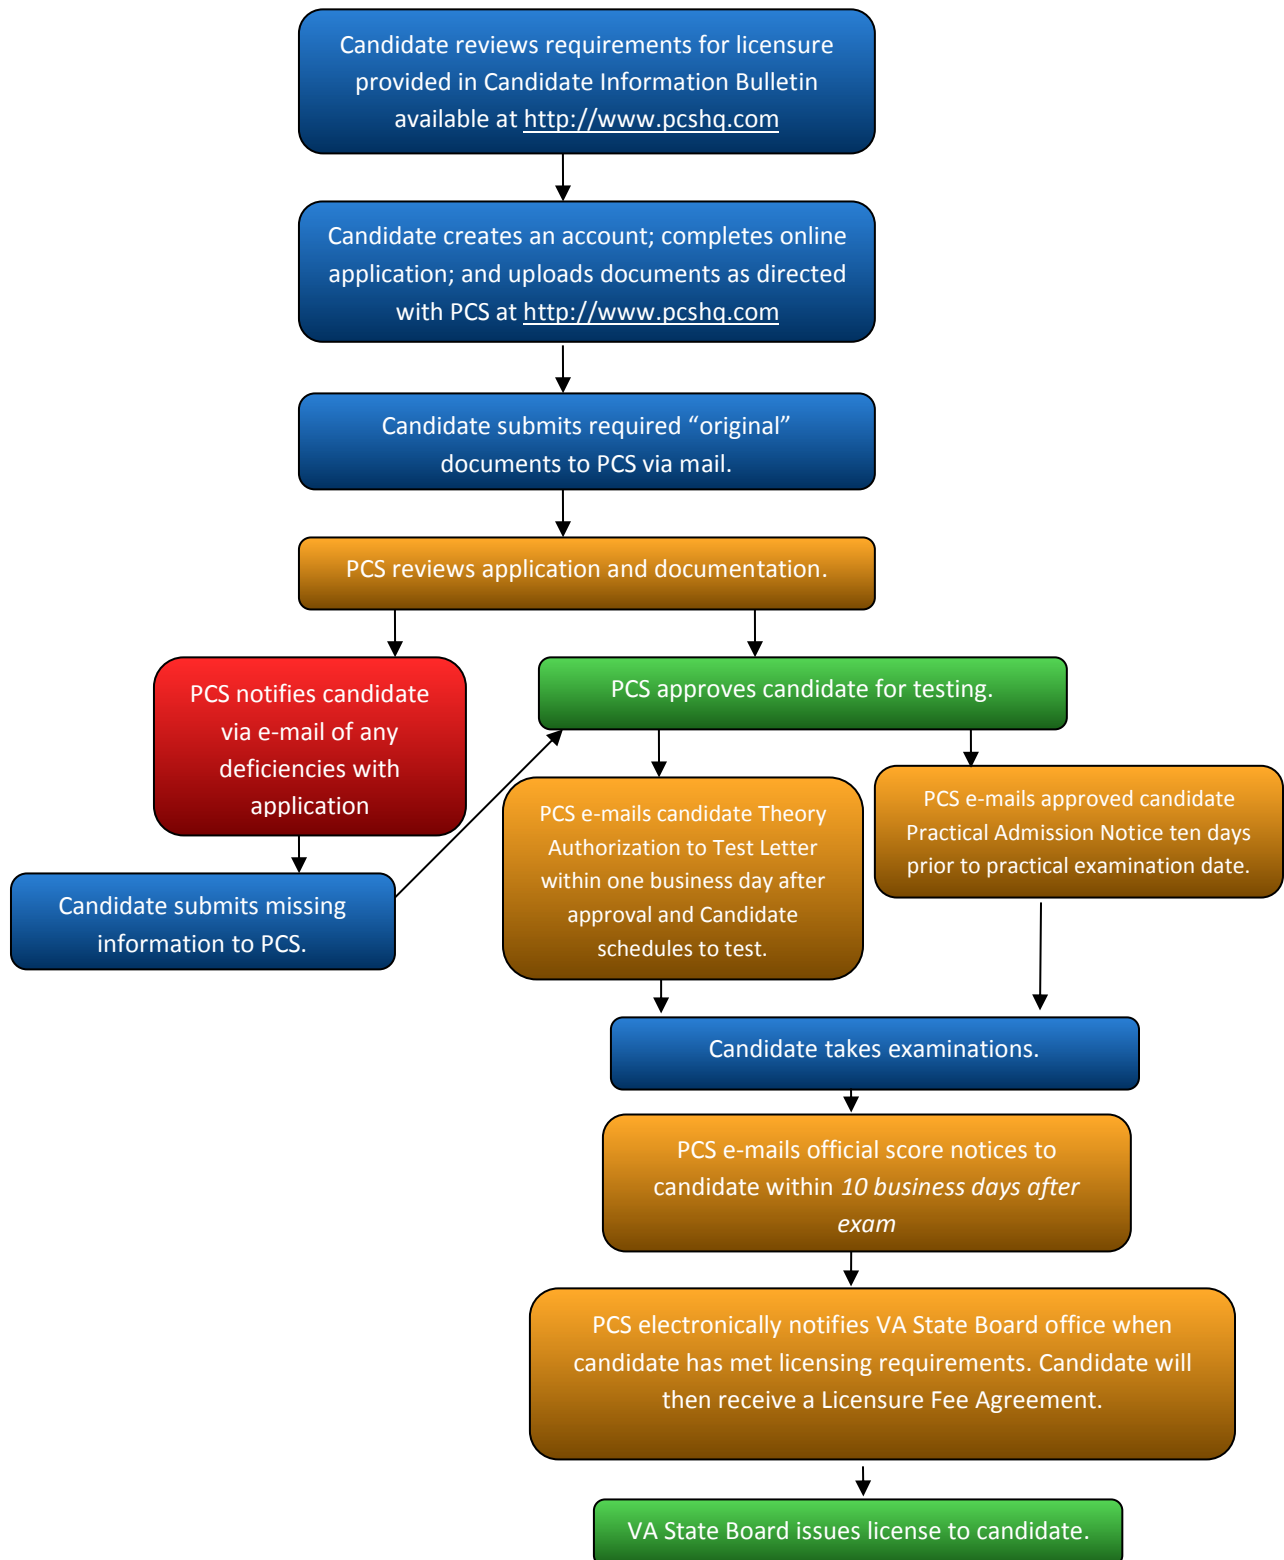 Candidate reviews requirements for licensure
provided in Candidate Information Bulletin
available at http://www.pcshq.com
Candidate creates an account; completes online
application; and uploads documents as directed
with PCS at http://www.pcshq.com
Candidate submits required “original”
documents to PCS via mail.
PCS reviews application and documentation.
PCS notifies candidate
via e-mail of any
deficiencies with
application
PCS approves candidate for testing.
Candidate submits missing
information to PCS.
PCS e-mails candidate Theory
Authorization to Test Letter
within one business day after
approval and Candidate
schedules to test.
PCS e-mails approved candidate
Practical Admission Notice ten days
prior to practical examination date.
Candidate takes examinations.
PCS e-mails official score notices to
candidate within 10 business days after
exam
PCS electronically notifies VA State Board office when
candidate has met licensing requirements. Candidate will
then receive a Licensure Fee Agreement.
VA State Board issues license to candidate.